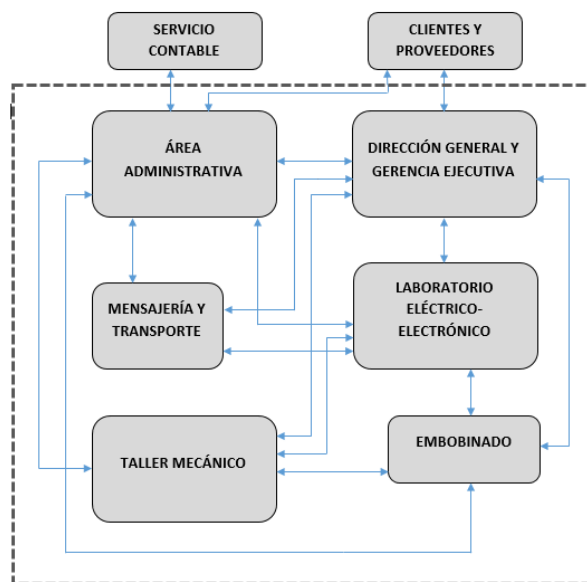 SERVICIO
CONTABLE
CLIENTES Y
PROVEEDORES
ÁREA
ADMINISTRATIVA
DIRECCIÓN GENERAL Y
GERENCIA EJECUTIVA
MENSAJERÍA Y
TRANSPORTE
LABORATORIO
ELÉCTRICO-
ELECTRÓNICO
TALLER MECÁNICO
EMBOBINADO